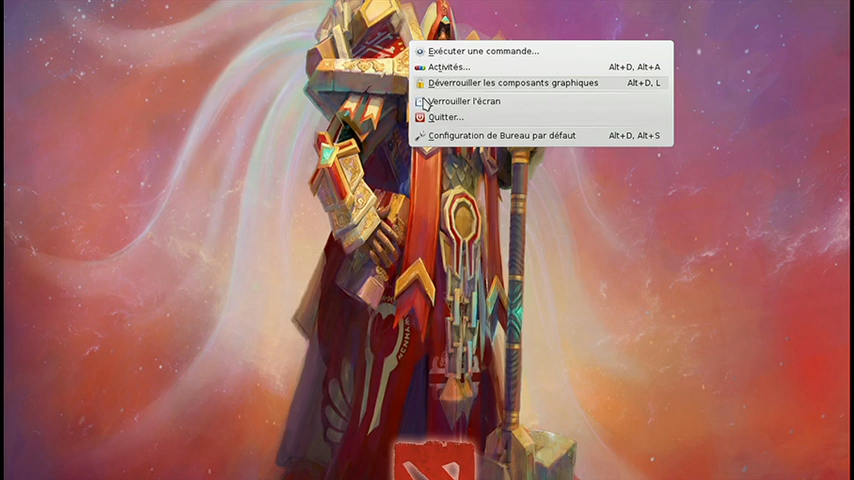 Exécuter une commande...
Activités... Alt+D, Alt+A
Déverrouiller les composants graphiques Alt+D, L
Verrouiller l'écran
Quitter...
Configuration de Bureau par défaut Alt+D, Alt+S